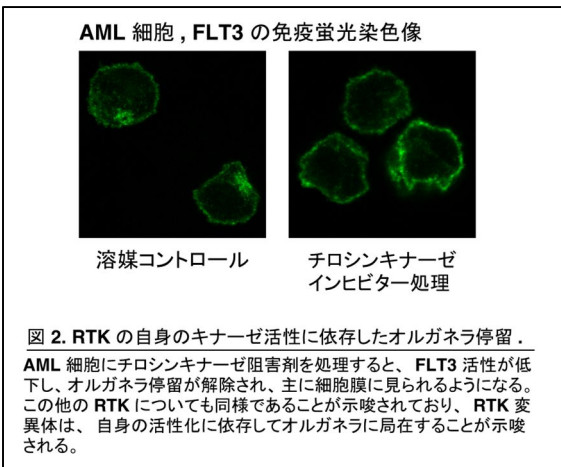 AML 細胞 , FLT3 の免疫蛍光染色像
溶媒コントロール
チロシンキナーゼ
インヒビター処理
図 2. RTK の自身のキナーゼ活性に依存したオルガネラ停留 .
AML 細胞にチロシンキナーゼ阻害剤を処理すると、 FLT3 活性が低
下し、オルガネラ停留が解除され、主に細胞膜に見られるようになる。
この他の RTK についても同様であることが示唆されており、 RTK 変
異体は、 自身の活性化に依存してオルガネラに局在することが示唆
される。